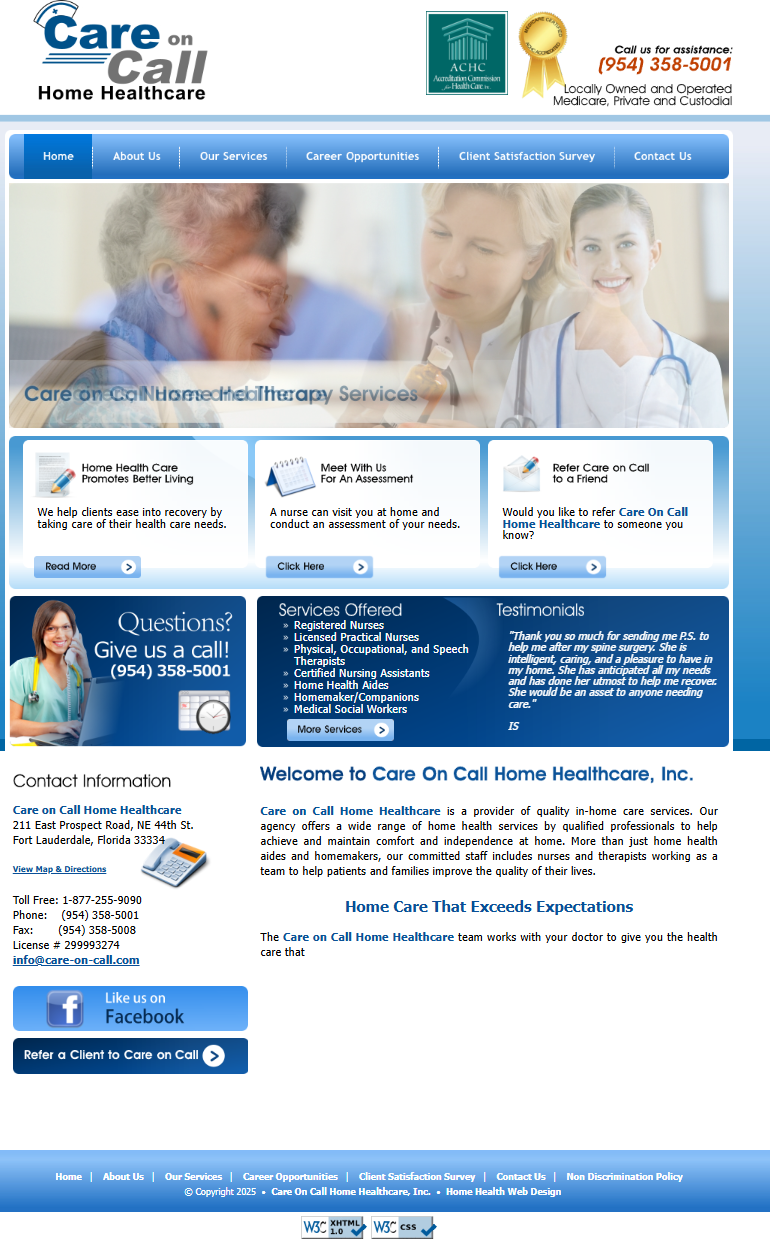 Care on
Call
Home Healthcare
ACHC
Accreditation Commission
for Health Care, Inc.
MEDICARE CERTIFIED
ACHC ACCREDITED
Call us for assistance:
(954) 358-5001
Locally Owned and Operated
Medicare, Private and Custodial
Home
About Us
Our Services
Career Opportunities
Client Satisfaction Survey
Contact Us
Care on Call Home Healthcare
Therapy Services
Home Health Care
Promotes Better Living
We help clients ease into recovery by
taking care of their health care needs.
Read More
Meet With Us
For An Assessment
A nurse can visit you at home and
conduct an assessment of your needs.
Click Here
Refer Care on Call
to a Friend
Would you like to refer Care On Call
Home Healthcare to someone you
know?
Click Here
Questions?
Give us a call!
(954) 358-5001
Services Offered
» Registered Nurses
» Licensed Practical Nurses
» Physical, Occupational, and Speech
Therapists
» Certified Nursing Assistants
» Home Health Aides
» Homemaker/Companions
» Medical Social Workers
More Services
Testimonials
"Thank you so much for sending me P.S. to
help me after my spine surgery. She is
intelligent, caring, and a pleasure to have in
my home. She has anticipated all my needs
and has done her utmost to help me recover.
She would be an asset to anyone needing
care."
IS
Contact Information
Care on Call Home Healthcare
211 East Prospect Road, NE 44th St.
Fort Lauderdale, Florida 33334
View Map & Directions
Toll Free: 1-877-255-9090
Phone: (954) 358-5001
Fax: (954) 358-5008
License # 299993274
info@care-on-call.com
Like us on
Facebook
Refer a Client to Care on Call
Welcome to Care On Call Home Healthcare, Inc.
Care on Call Home Healthcare is a provider of quality in-home care services. Our
agency offers a wide range of home health services by qualified professionals to help
achieve and maintain comfort and independence at home. More than just home health
aides and homemakers, our committed staff includes nurses and therapists working as a
team to help patients and families improve the quality of their lives.
Home Care That Exceeds Expectations
The Care on Call Home Healthcare team works with your doctor to give you the health
care that
Home | About Us | Our Services | Career Opportunities | Client Satisfaction Survey | Contact Us | Non Discrimination Policy
© Copyright 2025 • Care On Call Home Healthcare, Inc. • Home Health Web Design
W3C XHTML 1.0
W3C CSS